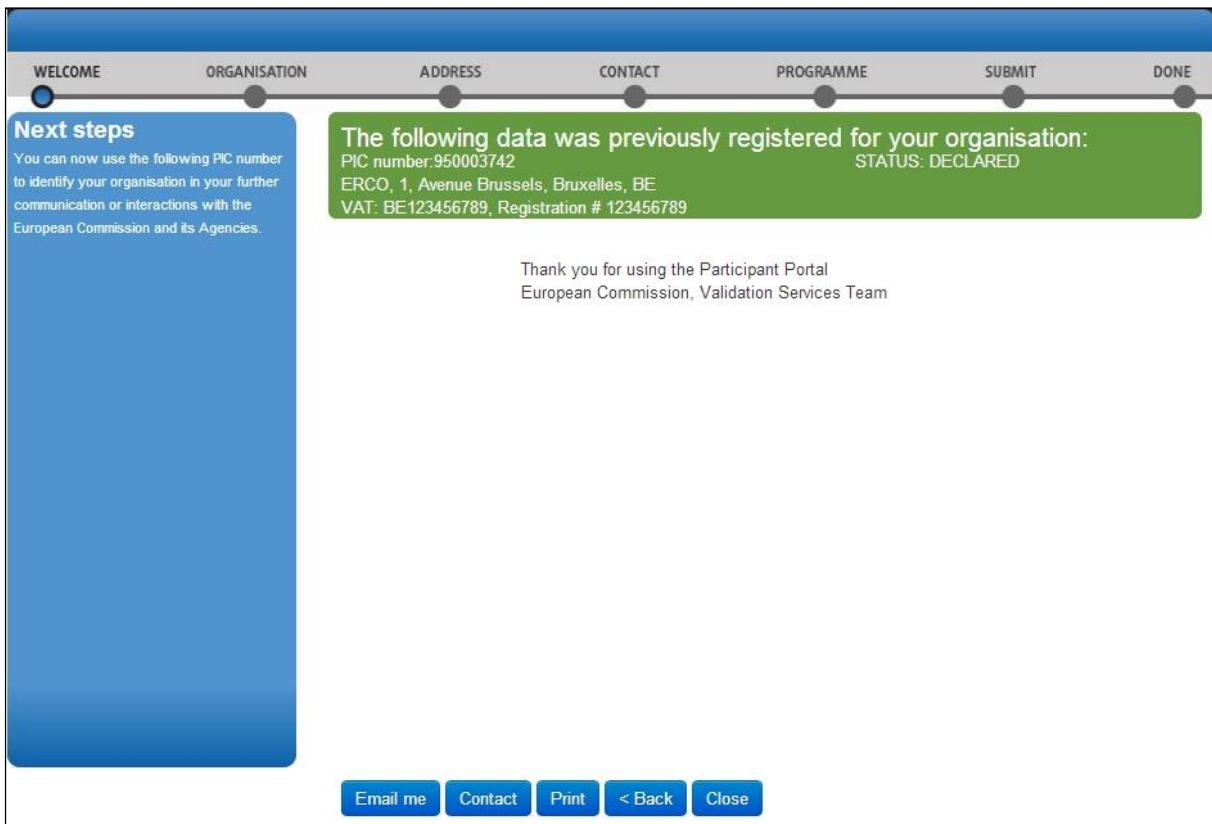 WELCOME ORGANISATION ADDRESS CONTACT PROGRAMME SUBMIT DONE
Next steps
You can now use the following PIC number
to identify your organisation in your further
communication or interactions with the
European Commission and its Agencies.
The following data was previously registered for your organisation:
PIC number:950003742 STATUS: DECLARED
ERCO, 1, Avenue Brussels, Bruxelles, BE
VAT: BE123456789, Registration # 123456789
Thank you for using the Participant Portal
European Commission, Validation Services Team
Email me Contact Print < Back Close